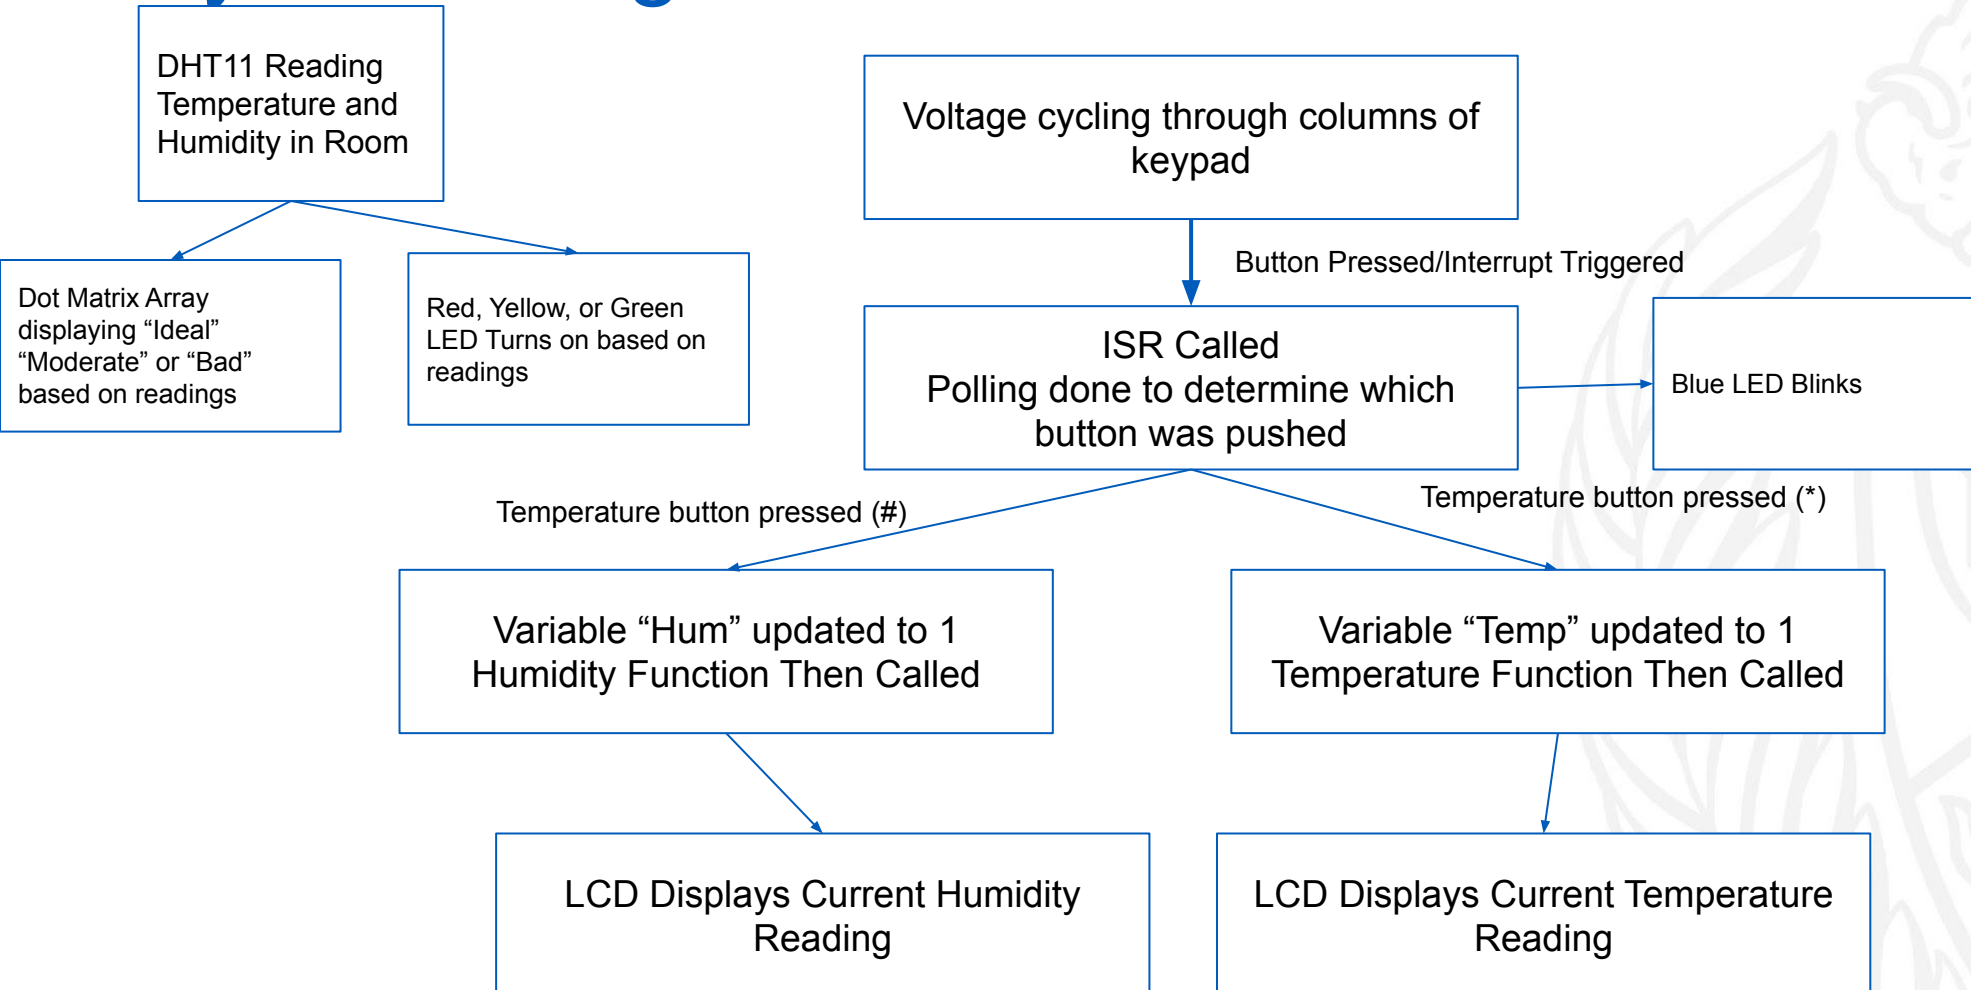 DHT11 Reading
Temperature and
Humidity in Room
Voltage cycling through columns of
keypad
Button Pressed/Interrupt Triggered
Dot Matrix Array
displaying “Ideal”
“Moderate” or “Bad”
based on readings
Red, Yellow, or Green
LED Turns on based on
readings
ISR Called
Polling done to determine which
button was pushed
Blue LED Blinks
Temperature button pressed (#)
Temperature button pressed (*)
Variable “Hum” updated to 1
Humidity Function Then Called
Variable “Temp” updated to 1
Temperature Function Then Called
LCD Displays Current Humidity
Reading
LCD Displays Current Temperature
Reading